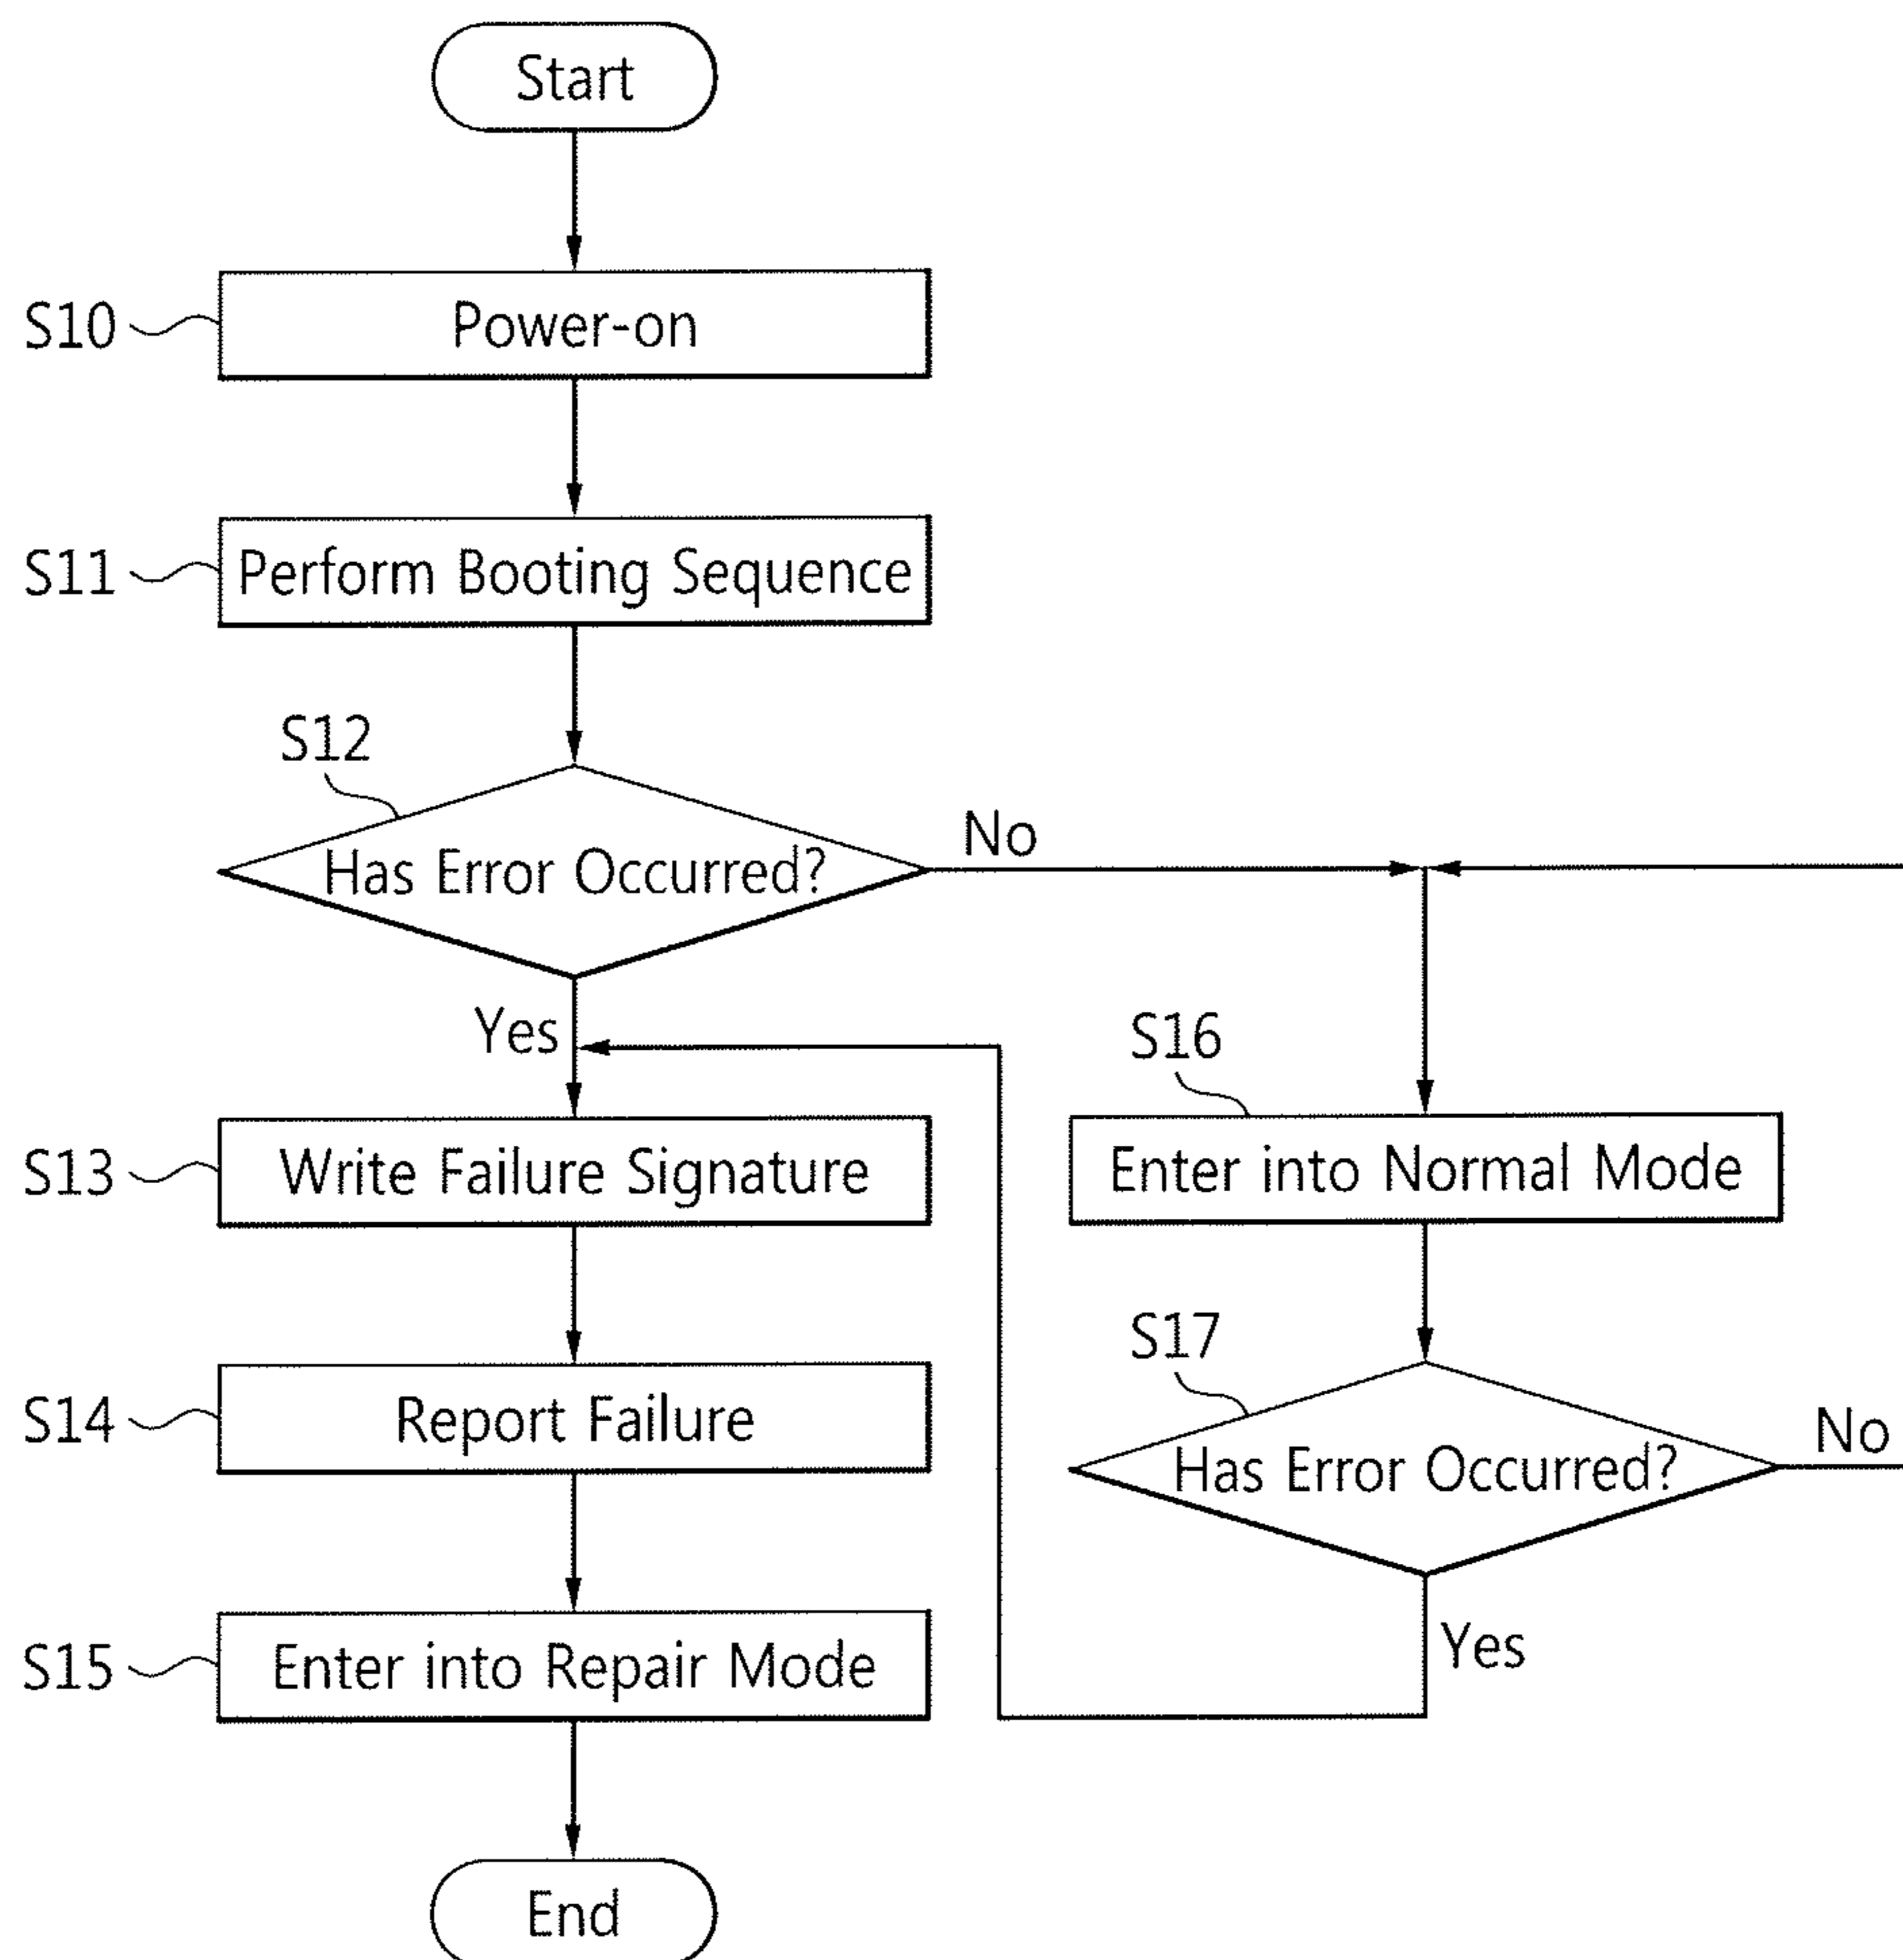 Start
S10
Power-on
S11
Perform Booting Sequence
S12
Has Error Occurred?
No
Yes
S13
Write Failure Signature
S14
Report Failure
S15
Enter into Repair Mode
End
S16
Enter into Normal Mode
S17
Has Error Occurred?
No
Yes